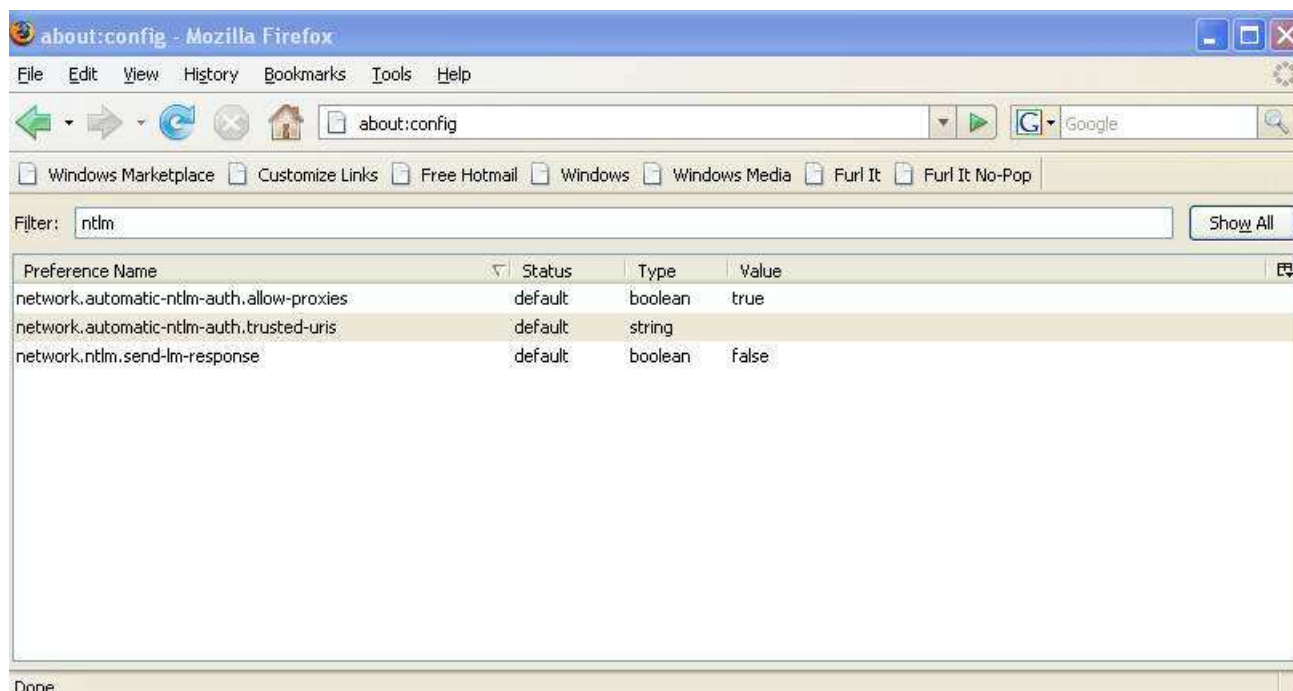 about:config - Mozilla Firefox
File Edit View History Bookmarks Tools Help
about:config G Google
Windows Marketplace Customize Links Free Hotmail Windows Windows Media Furl It Furl It No-Pop
Filter: ntlm Show All
Preference Name Status Type Value
network.automatic-ntlm-auth.allow-proxies default boolean true
network.automatic-ntlm-auth.trusted-uris default string
network.ntlm.send-lm-response default boolean false
Done